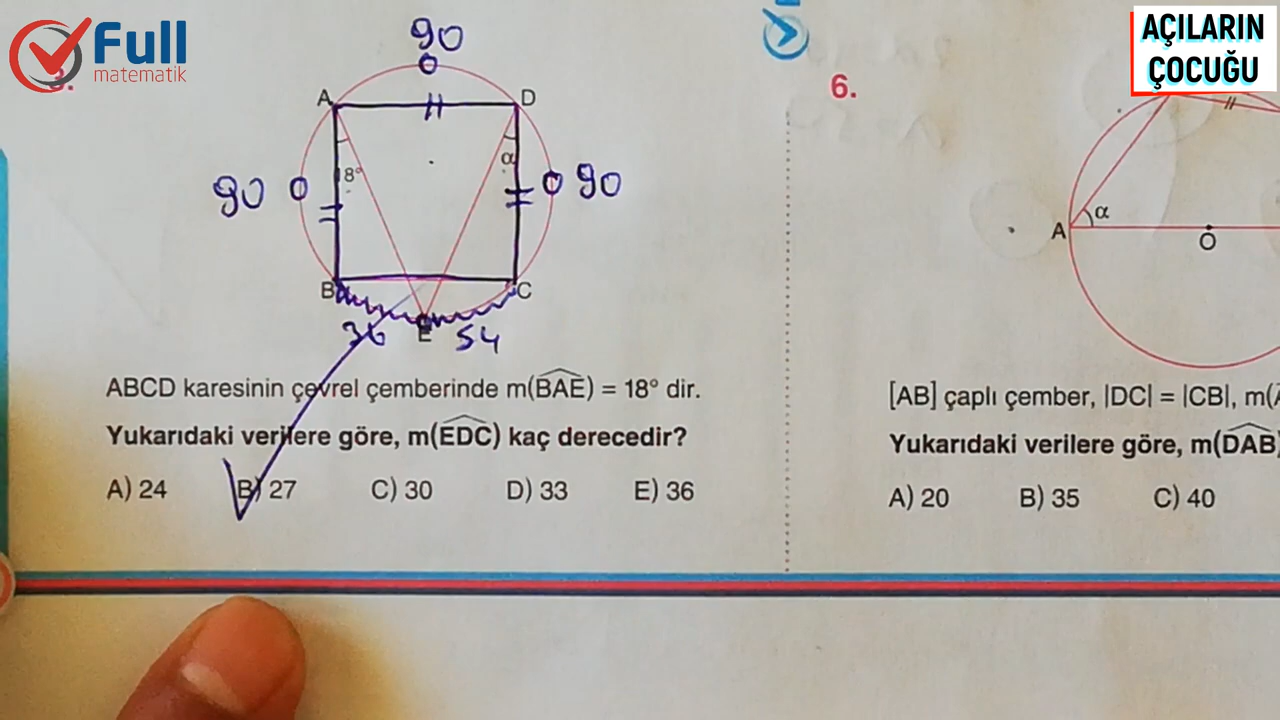 Full
matematik
AÇILARIN
ÇOCUĞU
3.
90
A
D
90
8°
α
90
B
C
36
E
54
ABCD karesinin çevrel çemberinde m(BAE) = 18° dir.
Yukarıdaki verilere göre, m(EDC) kaç derecedir?
A) 24 B) 27 C) 30 D) 33 E) 36
6.
A
α
O
[AB] çaplı çember, |DC| = |CB|, m(
Yukarıdaki verilere göre, m(DAB)
A) 20 B) 35 C) 40